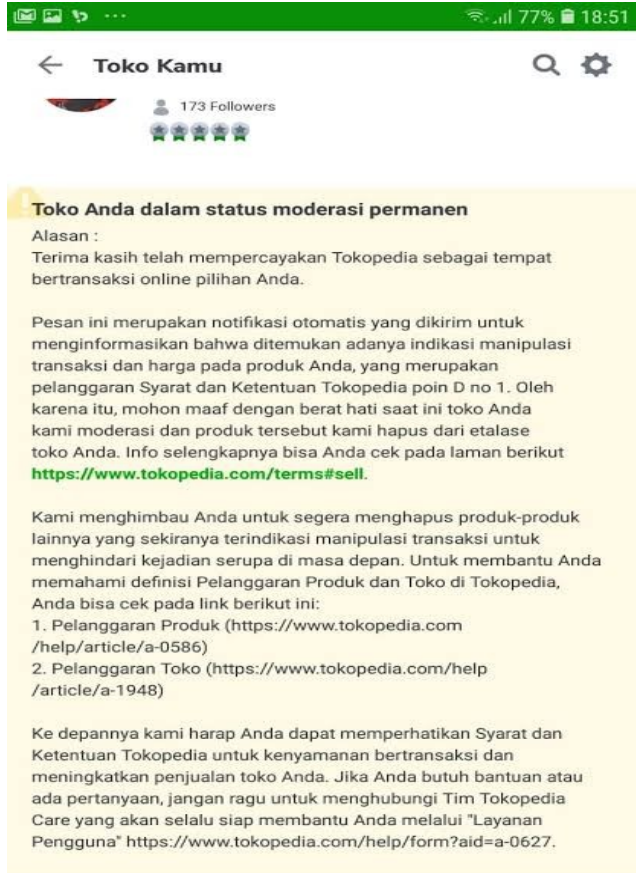 77% 18:51
Toko Kamu
173 Followers
Toko Anda dalam status moderasi permanen
Alasan :
Terima kasih telah mempercayakan Tokopedia sebagai tempat
bertransaksi online pilihan Anda.
Pesan ini merupakan notifikasi otomatis yang dikirim untuk
menginformasikan bahwa ditemukan adanya indikasi manipulasi
transaksi dan harga pada produk Anda, yang merupakan
pelanggaran Syarat dan Ketentuan Tokopedia poin D no 1. Oleh
karena itu, mohon maaf dengan berat hati saat ini toko Anda
kami moderasi dan produk tersebut kami hapus dari etalase
toko Anda. Info selengkapnya bisa Anda cek pada laman berikut
https://www.tokopedia.com/terms#sell.
Kami menghimbau Anda untuk segera menghapus produk-produk
lainnya yang sekiranya terindikasi manipulasi transaksi untuk
menghindari kejadian serupa di masa depan. Untuk membantu Anda
memahami definisi Pelanggaran Produk dan Toko di Tokopedia,
Anda bisa cek pada link berikut ini:
1. Pelanggaran Produk (https://www.tokopedia.com
/help/article/a-0586)
2. Pelanggaran Toko (https://www.tokopedia.com/help
/article/a-1948)
Ke depannya kami harap Anda dapat memperhatikan Syarat dan
Ketentuan Tokopedia untuk kenyamanan bertransaksi dan
meningkatkan penjualan toko Anda. Jika Anda butuh bantuan atau
ada pertanyaan, jangan ragu untuk menghubungi Tim Tokopedia
Care yang akan selalu siap membantu Anda melalui "Layanan
Pengguna" https://www.tokopedia.com/help/form?aid=a-0627.